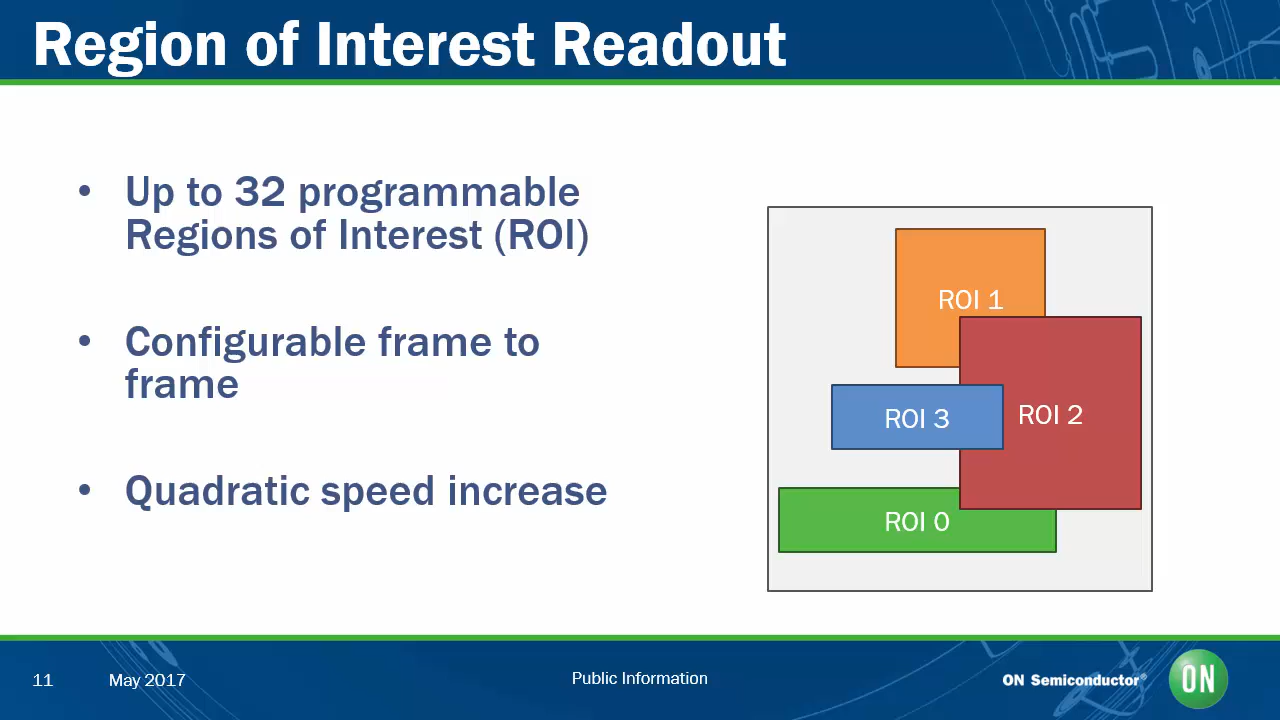 Region of Interest Readout
• Up to 32 programmable
Regions of Interest (ROI)
• Configurable frame to
frame
• Quadratic speed increase
ROI 1
ROI 2
ROI 3
ROI 0
11
May 2017
Public Information
ON Semiconductor®
ON